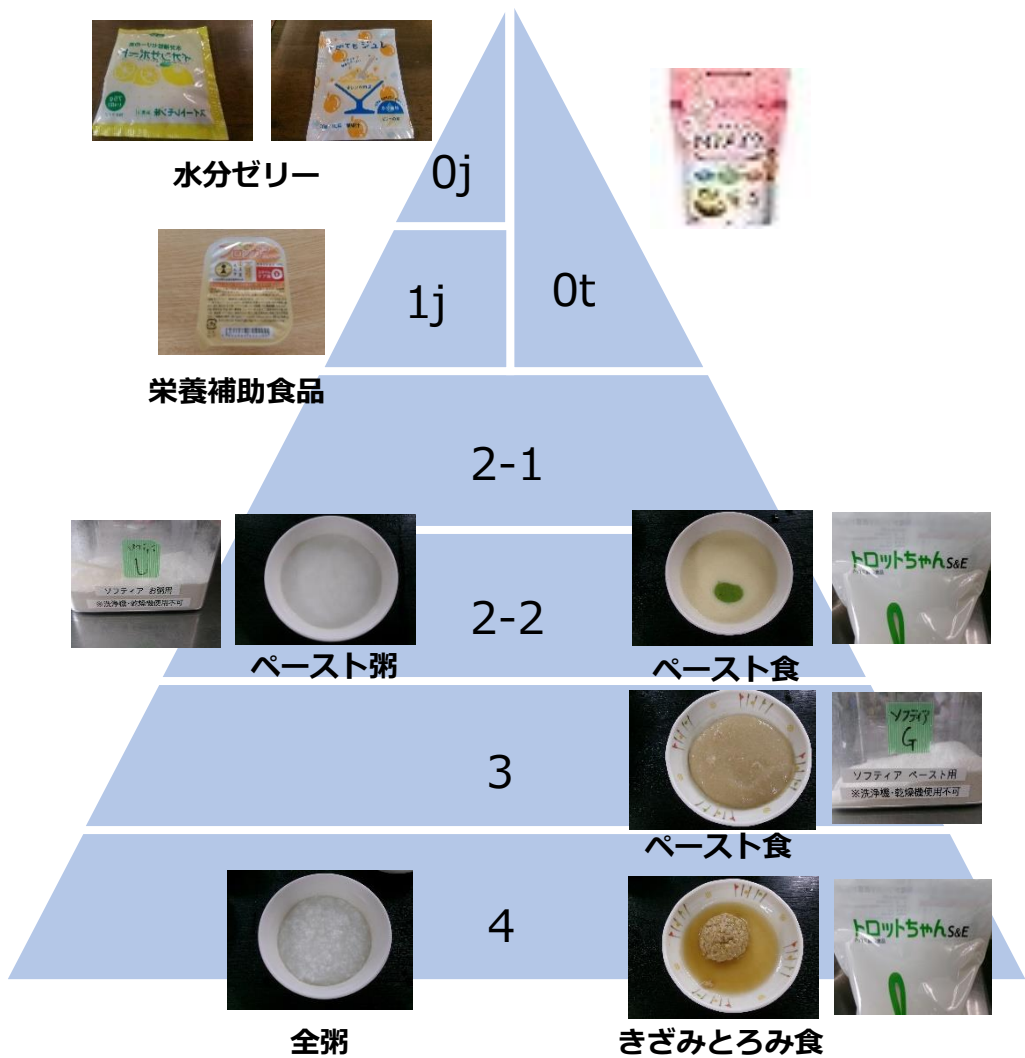 水分ゼリー
0j
1j
0t
栄養補助食品
2-1
ソフティア
U
ソフティア お粥用
※洗浄機・乾燥機使用不可
トロットちゃんS&E
2-2
ペースト粥
ペースト食
3
ソフティア
G
ソフティア ペースト用
※洗浄機・乾燥機使用不可
ペースト食
4
トロットちゃんS&E
全粥
きざみとろみ食